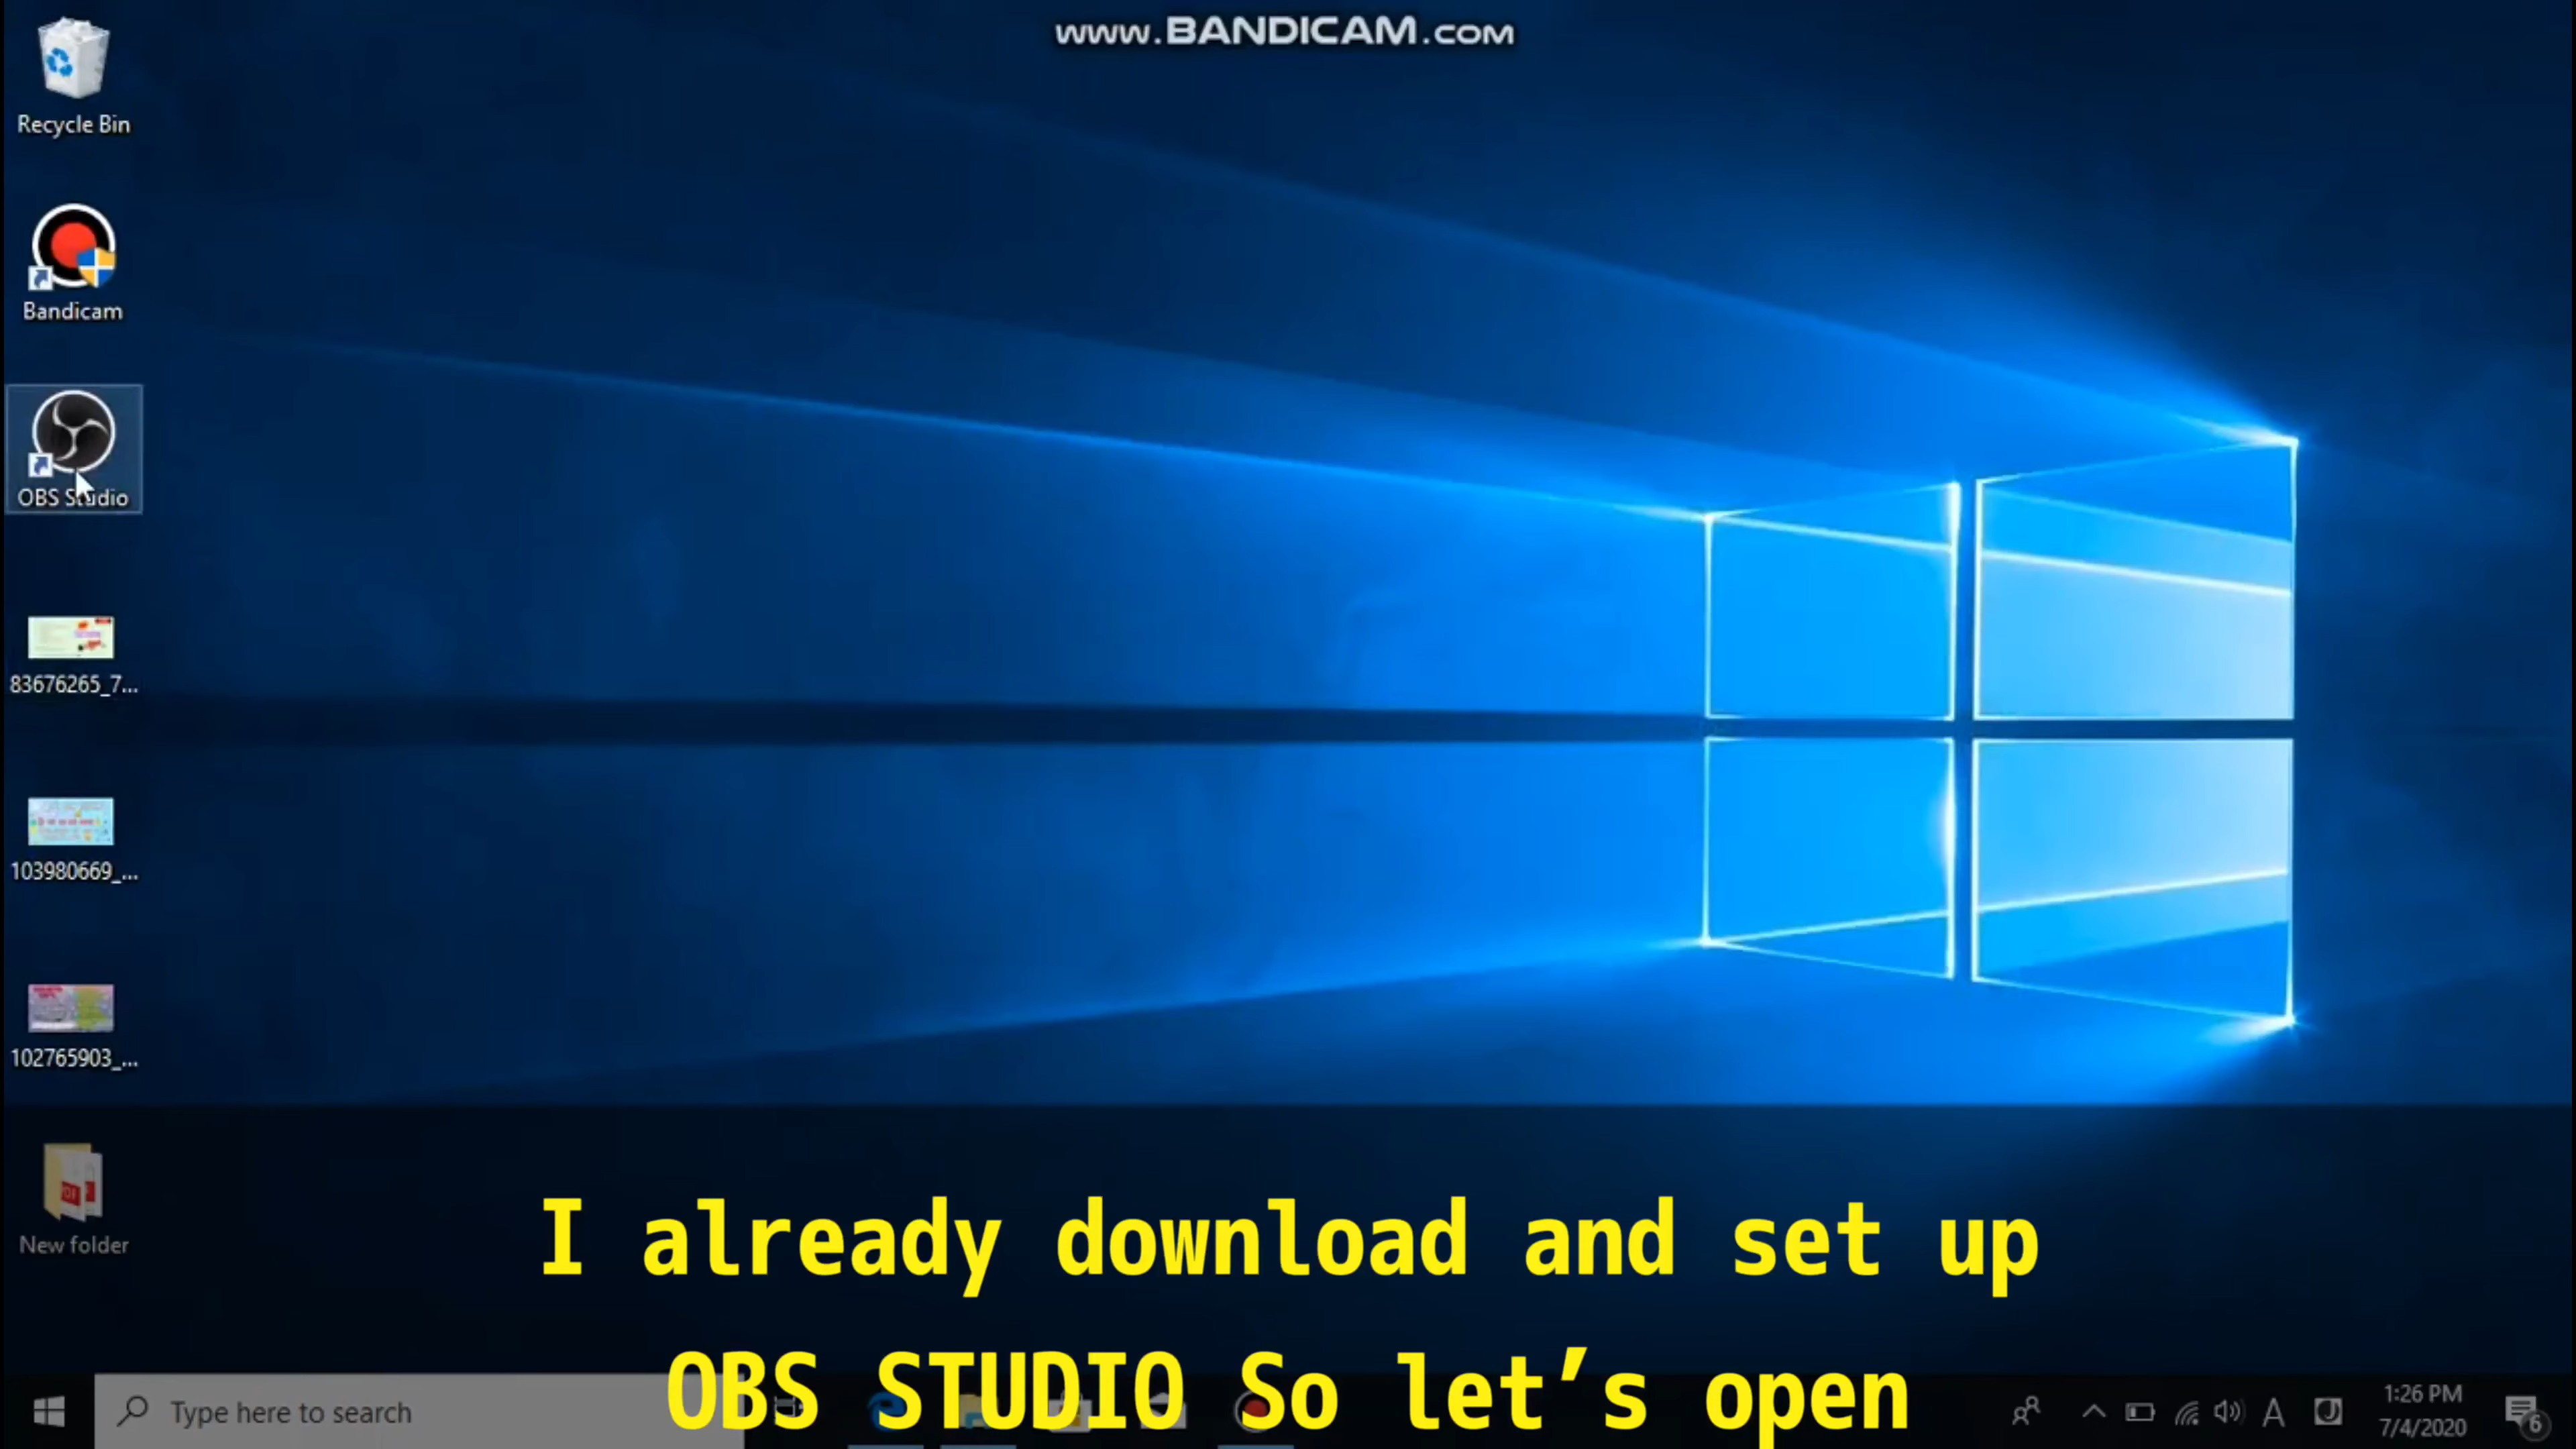 www.BANDICAM.com
Recycle Bin
Bandicam
OBS Studio
83676265_7...
103980669_...
102765903_...
New folder
I already download and set up
OBS STUDIO So let's open
Type here to search
A
1:26 PM
7/4/2020
6